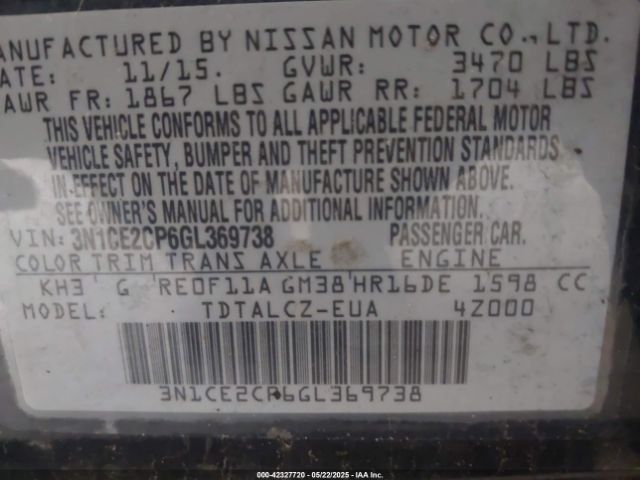 MANUFACTURED BY NISSAN MOTOR CO., LTD.
DATE: 11/15. GVWR: 3470 LBS
GAWR FR: 1867 LBS GAWR RR: 1704 LBS
THIS VEHICLE CONFORMS TO ALL APPLICABLE FEDERAL MOTOR
VEHICLE SAFETY, BUMPER AND THEFT PREVENTION STANDARDS
IN EFFECT ON THE DATE OF MANUFACTURE SHOWN ABOVE.
SEE OWNER'S MANUAL FOR ADDITIONAL INFORMATION.
VIN: 3N1CE2CP6GL369738 PASSENGER CAR.
COLOR TRIM TRANS AXLE ENGINE
KH3 G RE0F11A GM38 HR16DE 1598 CC
MODEL: TDTALCZ-EUA 4Z000
3N1CE2CP6GL369738
000-42327720 - 05/22/2025 - IAA